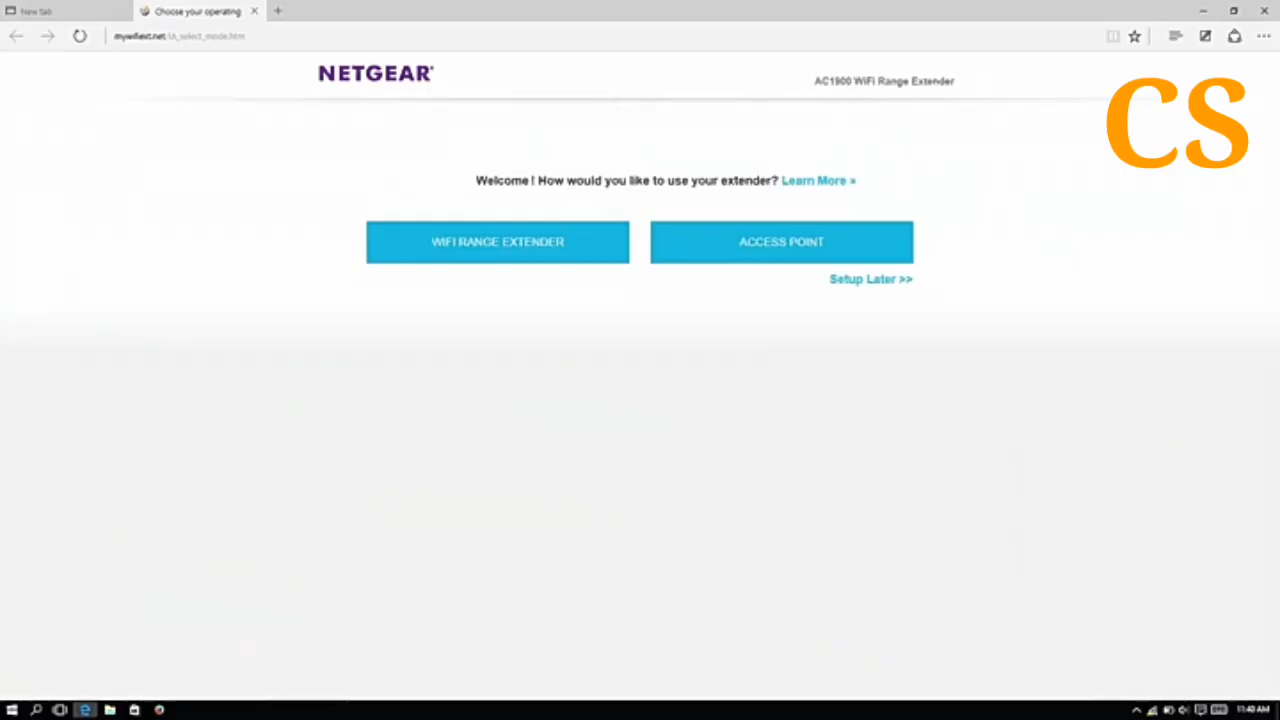 New tab
Choose your operating
mywifiext.net
NETGEAR
AC1900 WiFi Range Extender
CS
Welcome! How would you like to use your extender? Learn More »
WIFI RANGE EXTENDER
ACCESS POINT
Setup Later >>
11:40 AM